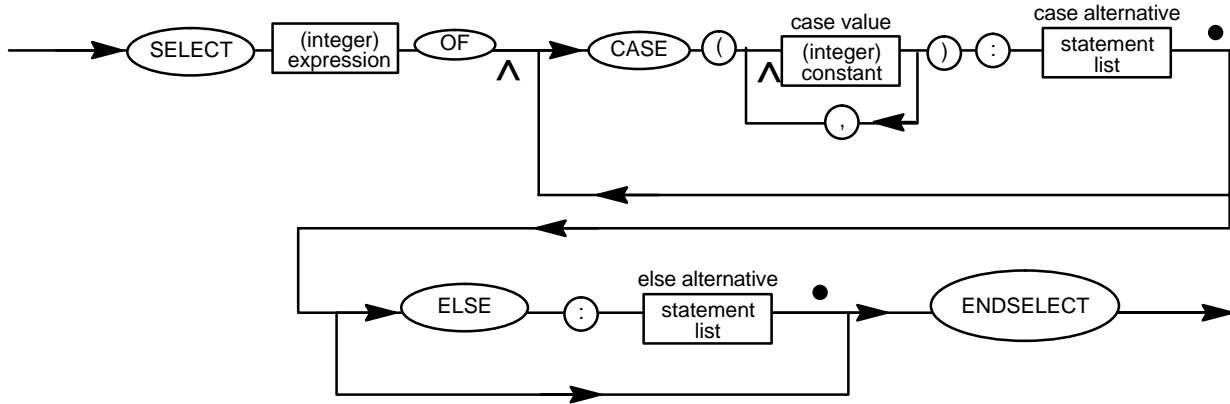 case value
case alternative
SELECT
(integer)
expression
OF
CASE
(
(integer)
constant
)
:
statement
list
,
else alternative
ELSE
:
statement
list
ENDSELECT